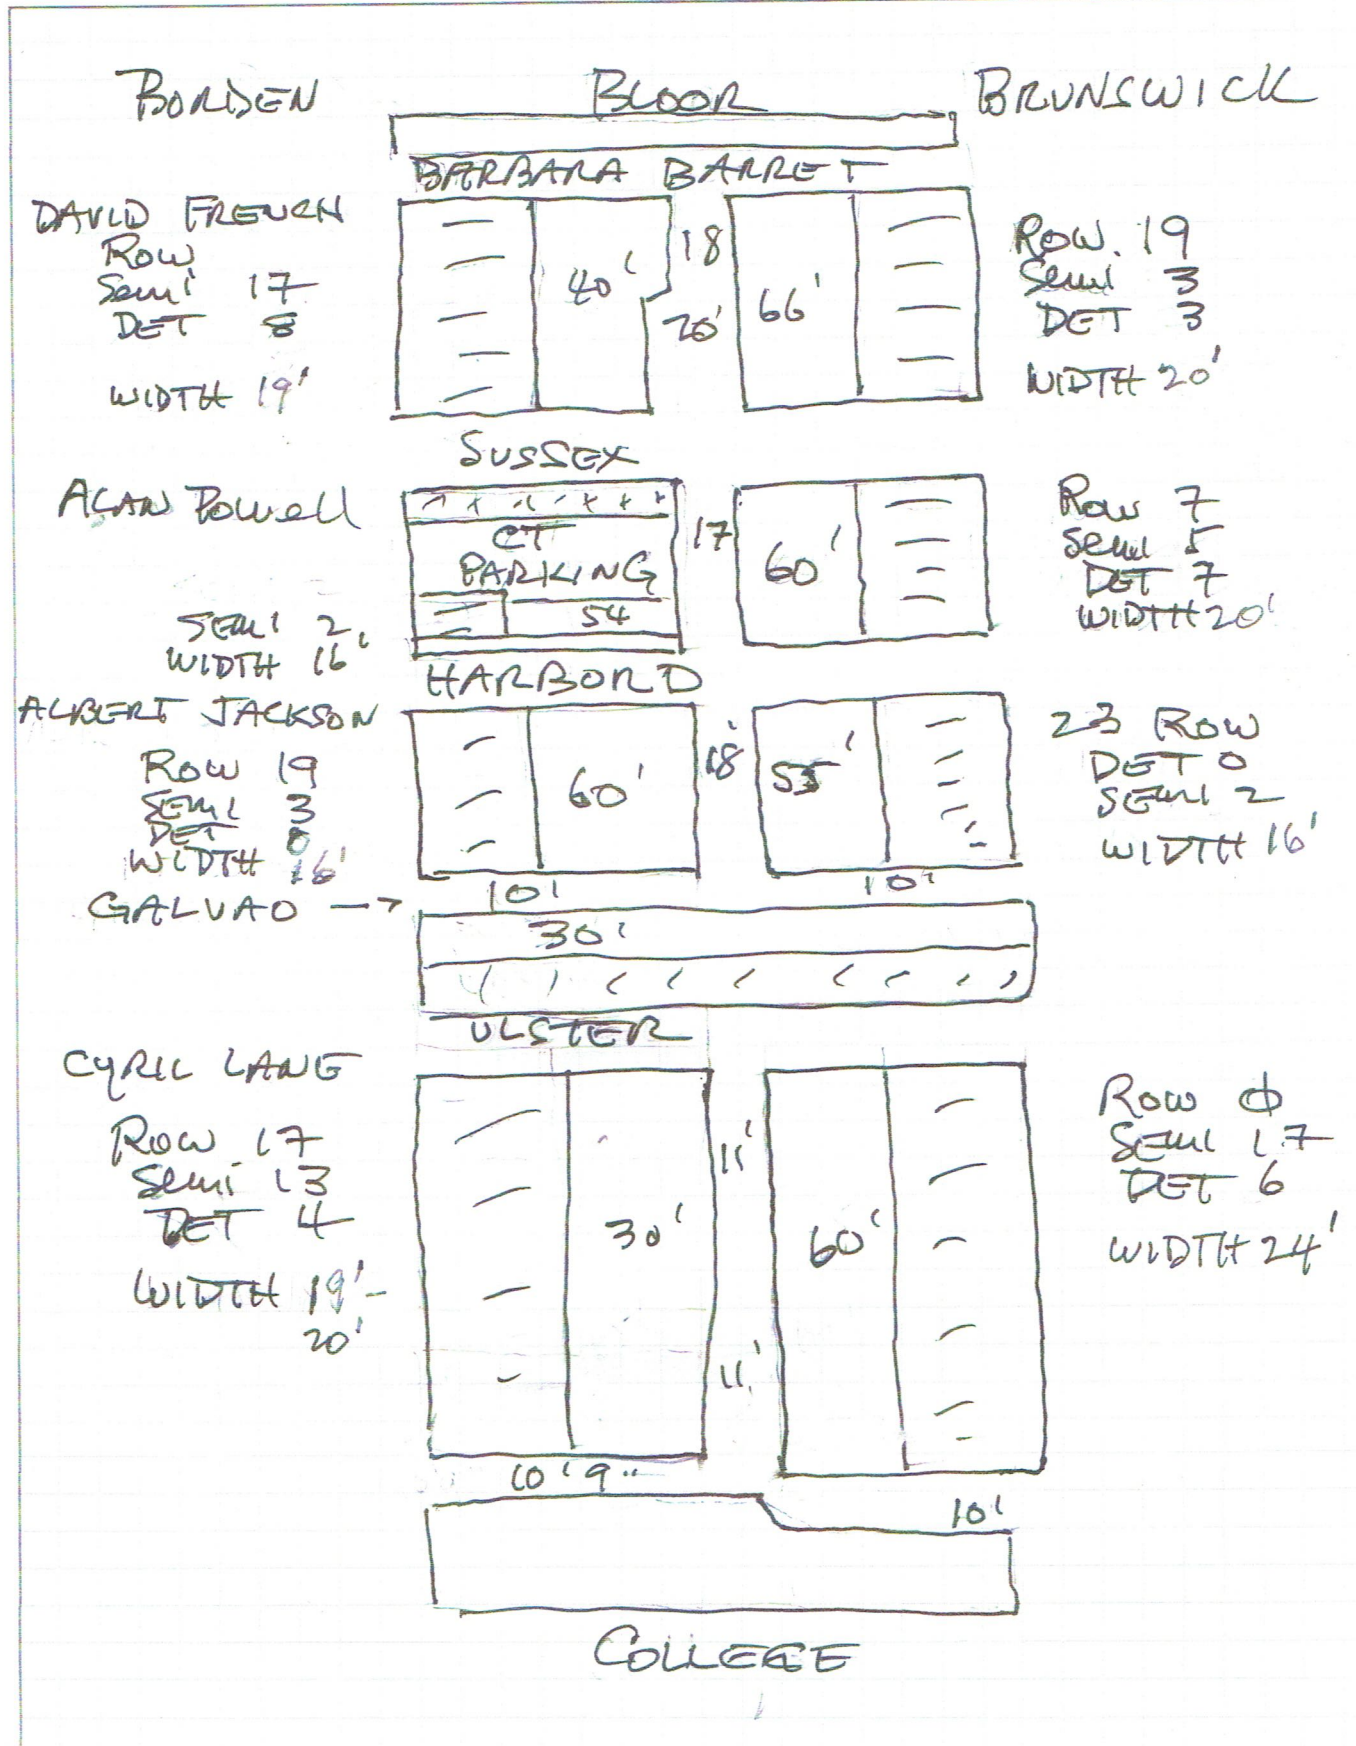 BORDEN
BLOOR
BRUNSWICK
BARBARA BARRET
DAVID FRENCH
ROW
SEMI 17
DET 8
WIDTH 19'
40'
18
20'
66'
ROW. 19
SEMI 3
DET 3
WIDTH 20'
SUSSEX
ALAN POWELL
SEMI 2
WIDTH 16'
CT
PARKING
54
17
60'
ROW 7
SEMI 5
DET 7
WIDTH 20'
HARBORD
ALBERT JACKSON
ROW 19
SEMI 3
DET 0
WIDTH 16'
60'
18'
55'
23 ROW
DET 0
SEMI 2
WIDTH 16'
10'
10'
GALVAO →
30'
ULSTER
CYRIL LANE
ROW 17
SEMI 13
DET 4
WIDTH 19'-
20'
30'
11'
11'
60'
ROW Φ
SEMI 17
DET 6
WIDTH 24'
10'9"
10'
COLLEGE